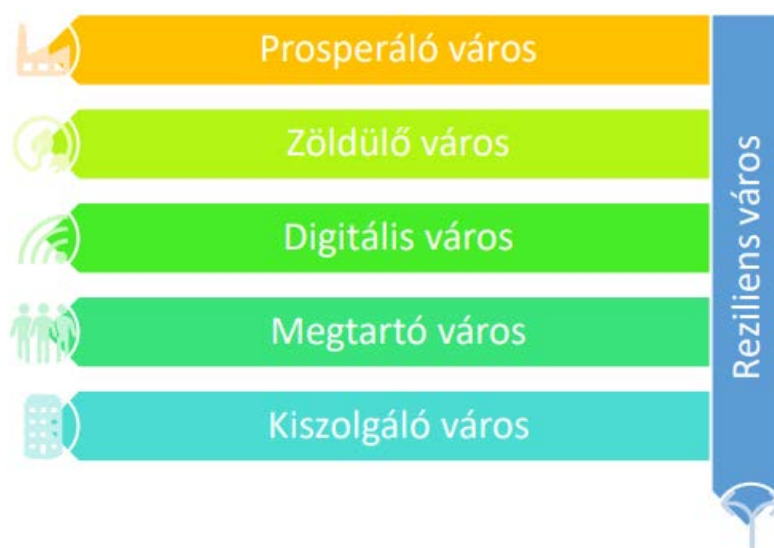 Prosperáló város
Zöldülő város
Digitális város
Megtartó város
Kiszolgáló város
Reziliens város